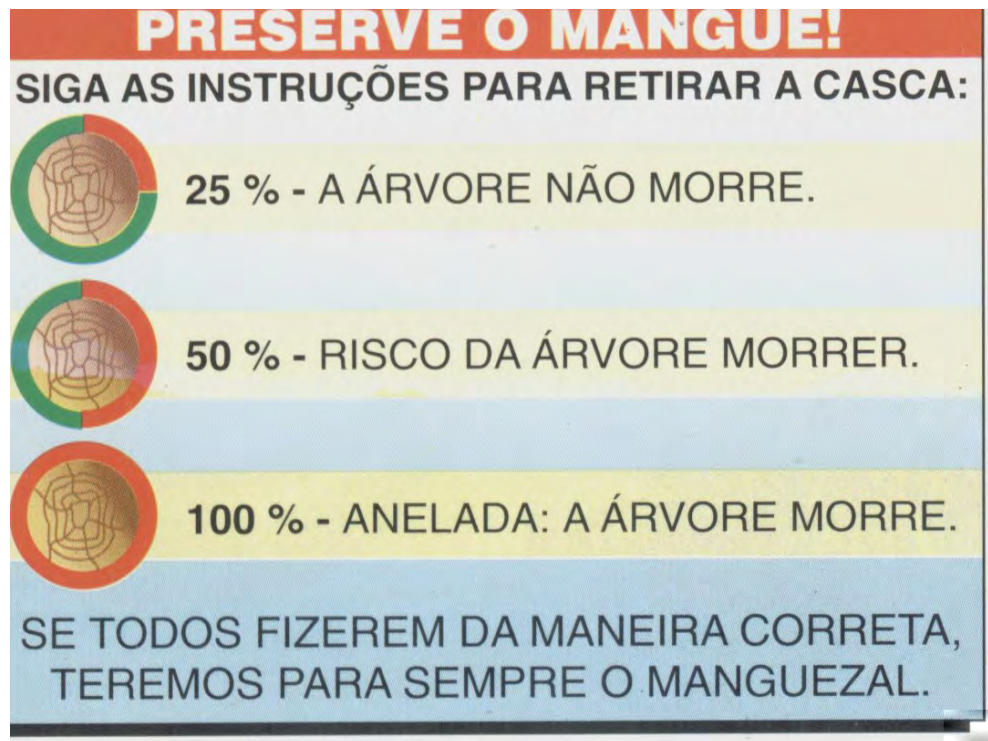 PRESERVE O MANGUE!
SIGA AS INSTRUÇÕES PARA RETIRAR A CASCA:
25 % - A ÁRVORE NÃO MORRE.
50 % - RISCO DA ÁRVORE MORRER.
100 % - ANELADA: A ÁRVORE MORRE.
SE TODOS FIZEREM DA MANEIRA CORRETA,
TEREMOS PARA SEMPRE O MANGUEZAL.